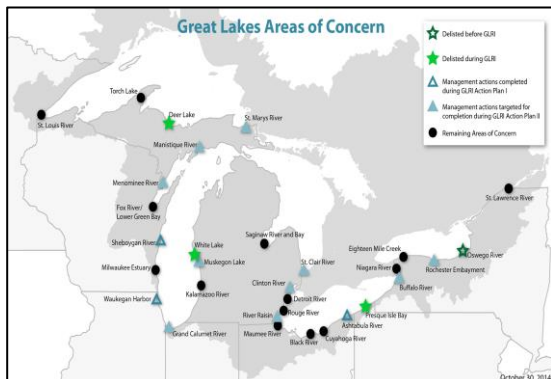 Great Lakes Areas of Concern
Delisted before GLRI
Delisted during GLRI
Management actions completed
during GLRI Action Plan I
Management actions targeted for
completion during GLRI Action Plan II
Remaining Areas of Concern
Torch Lake
St. Louis River
Deer Lake
St. Marys River
Manistique River
Menominee River
Fox River/
Lower Green Bay
Sheboygan River
Milwaukee Estuary
Waukegan Harbor
Grand Calumet River
White Lake
Muskegon Lake
Kalamazoo River
Saginaw River and Bay
St. Clair River
Clinton River
Detroit River
Rouge River
River Raisin
Maumee River
Black River
Cuyahoga River
Ashtabula River
Presque Isle Bay
Buffalo River
Niagara River
Eighteen Mile Creek
Rochester Embayment
Oswego River
St. Lawrence River
October 30, 2014